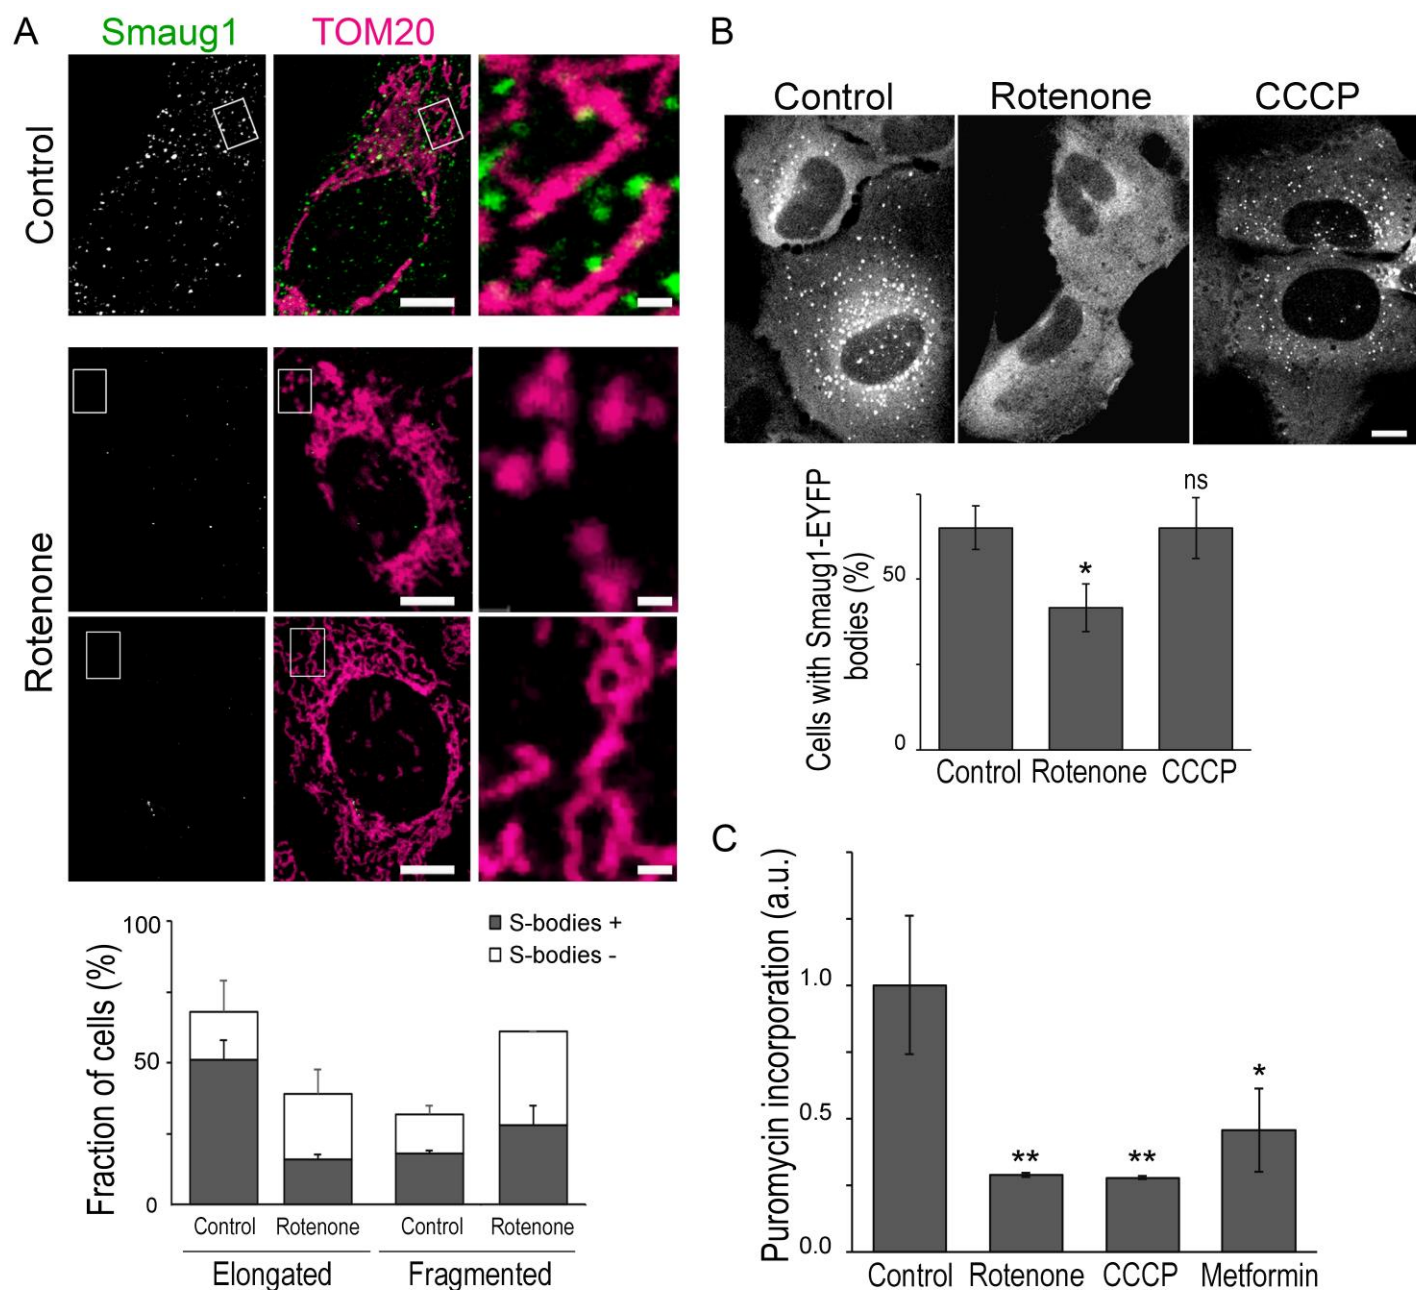 A
Smaug1 TOM20
Control
Rotenone
100
50
0
Fraction of cells (%)
S-bodies +
S-bodies -
Control Rotenone Control Rotenone
Elongated Fragmented
B
Control Rotenone CCCP
Cells with Smaug1-EYFP
bodies (%)
50
0
*
ns
Control Rotenone CCCP
C
Puromycin incorporation (a.u.)
1.0
0.5
0.0
** ** *
Control Rotenone CCCP Metformin